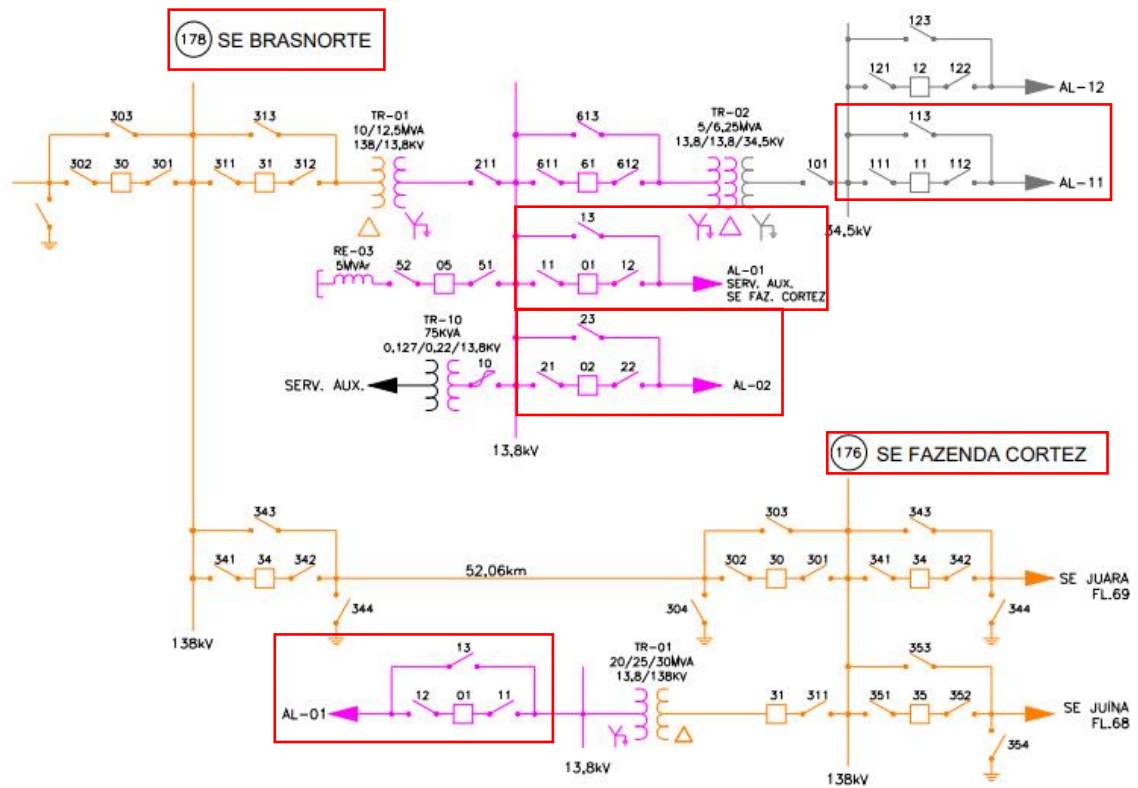 178 SE BRASNORTE
123
121 12 122
AL-12
303
313
TR-01
10/12,5MVA
138/13,8KV
613
TR-02
5/6,25MVA
13,8/13,8/34,5KV
113
302 30 301
311 31 312
211
611 61 612
101
111 11 112
AL-11
34,5kV
13
RE-03
5MVAr
52 05 51
11 01 12
AL-01
SERV. AUX.
SE FAZ. CORTEZ
TR-10
75KVA
0,127/0,22/13,8KV
10
23
SERV. AUX.
21 02 22
AL-02
13,8kV
176 SE FAZENDA CORTEZ
343
303
343
341 34 342
52,06km
302 30 301
341 34 342
SE JUARA
FL.69
344
304
344
138kV
13
TR-01
20/25/30MVA
13,8/138KV
353
AL-01
12 01 11
31 311
351 35 352
SE JUÍNA
FL.68
354
13,8kV
138kV